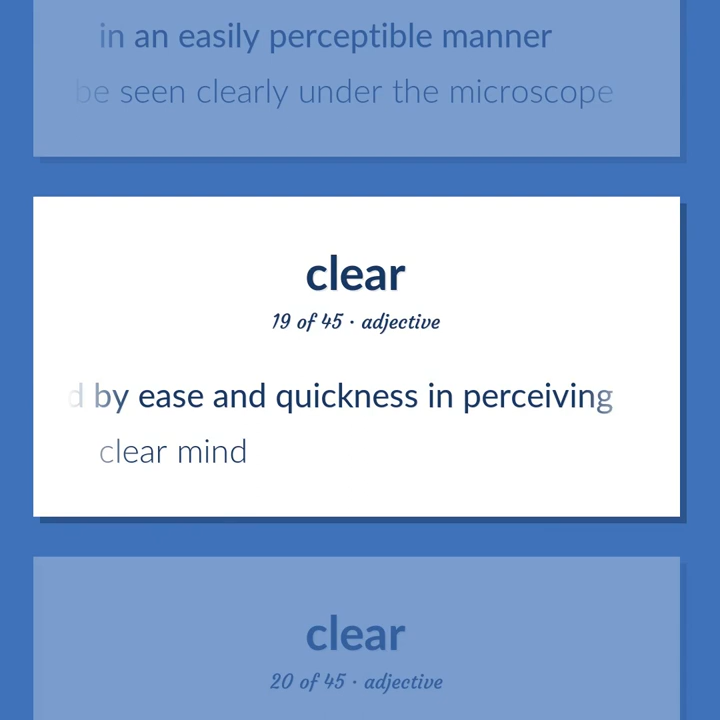 in an easily perceptible manner
be seen clearly under the microscope
clear
19 of 45 · adjective
d by ease and quickness in perceiving
clear mind
clear
20 of 45 · adjective